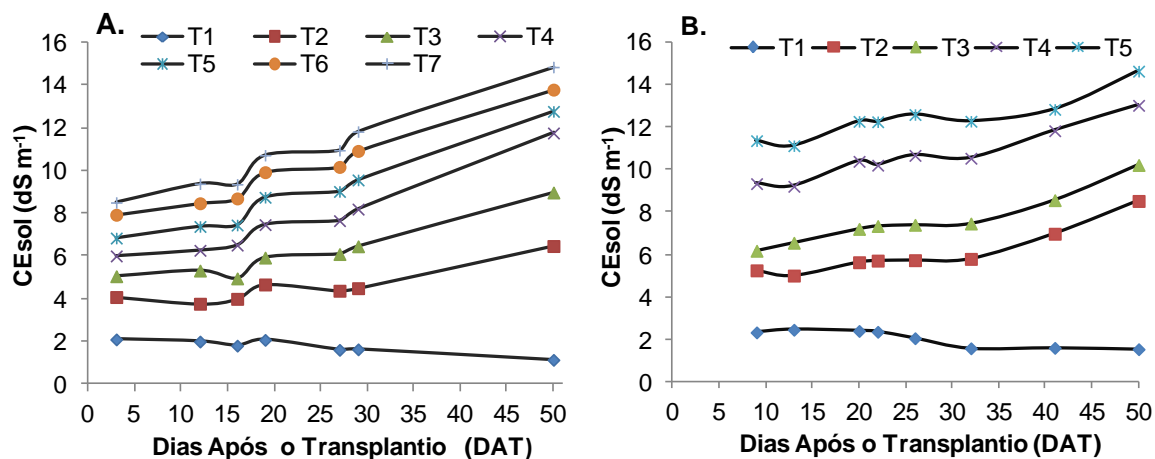 A.
T1 T2 T3 T4
T5 T6 T7
16
14
12
10
8
6
4
2
0
CEsol (dS m-1)
0 5 10 15 20 25 30 35 40 45 50
Dias Após o Transplantio (DAT)
B.
T1 T2 T3 T4 T5
16
14
12
10
8
6
4
2
0
CEsol (dS m-1)
0 5 10 15 20 25 30 35 40 45 50
Dias Após o Transplantio (DAT)